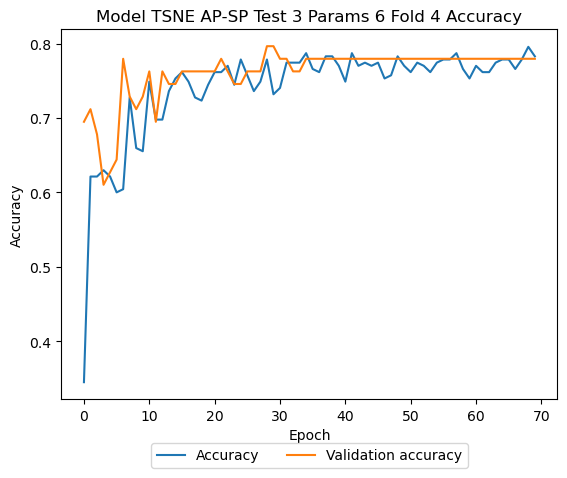 Model TSNE AP-SP Test 3 Params 6 Fold 4 Accuracy
0.8
0.7
0.6
0.5
0.4
Accuracy
0 10 20 30 40 50 60 70
Epoch
Accuracy Validation accuracy